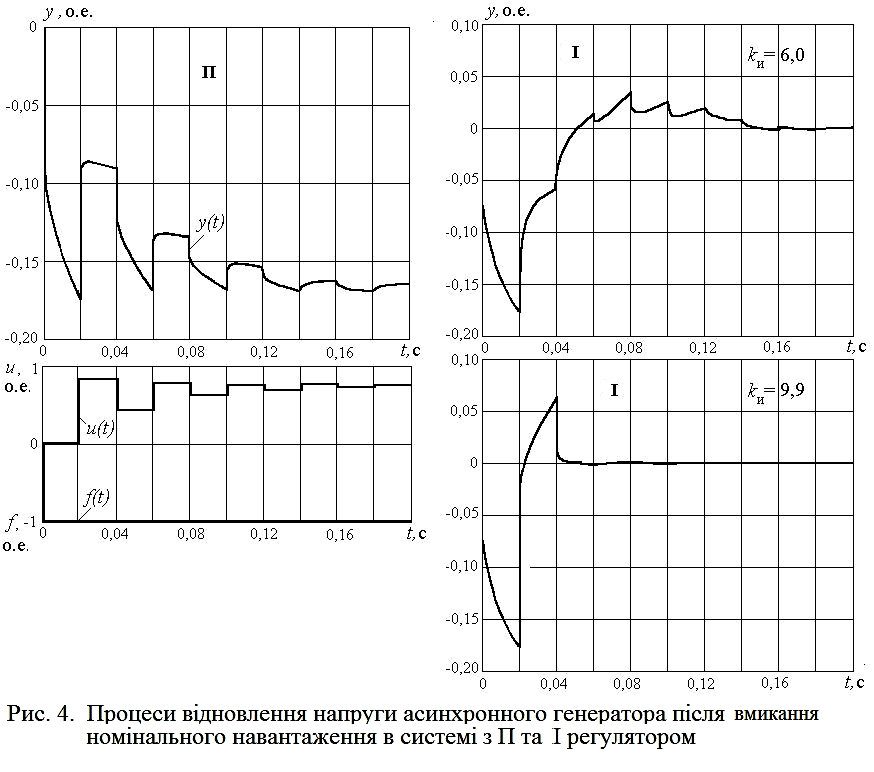 y, о.е.
0
П
-0,05
-0,10
y(t)
-0,15
-0,20
0 0,04 0,08 0,12 0,16 t, с
u,
о.е.
1
u(t)
0
f(t)
f,
о.е.
-1
0 0,04 0,08 0,12 0,16 t, с
y, о.е.
0,10
І
kи = 6,0
0,05
0
-0,05
-0,10
-0,15
-0,20
0 0,04 0,08 0,12 0,16 t, с
0,10
І
kи = 9,9
0,05
0
-0,05
-0,10
-0,15
-0,20
0 0,04 0,08 0,12 0,16 t, с
Рис. 4. Процеси відновлення напруги асинхронного генератора після вмикання
номінального навантаження в системі з П та І регулятором